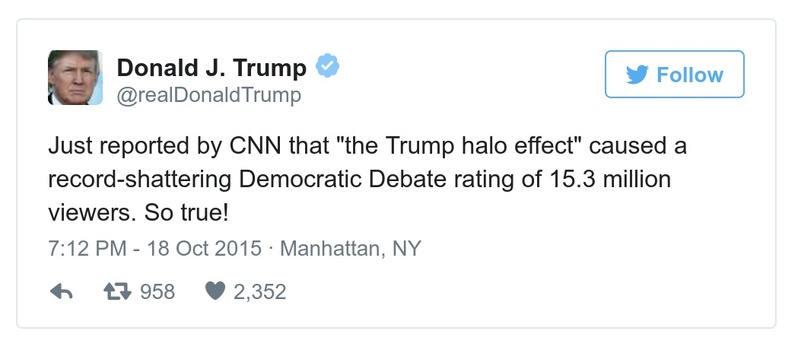 Donald J. Trump
@realDonaldTrump
Follow
Just reported by CNN that "the Trump halo effect" caused a
record-shattering Democratic Debate rating of 15.3 million
viewers. So true!
7:12 PM - 18 Oct 2015 · Manhattan, NY
958 2,352